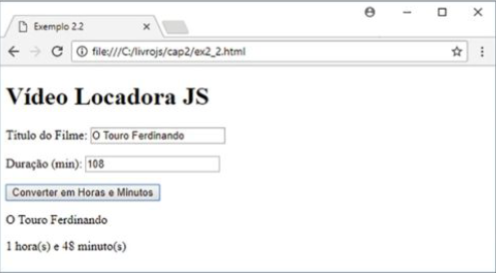 Exemplo 2.2
file:///C:/livrojs/cap2/ex2_2.html
Vídeo Locadora JS
Título do Filme: O Touro Ferdinando
Duração (min): 108
Converter em Horas e Minutos
O Touro Ferdinando
1 hora(s) e 48 minuto(s)